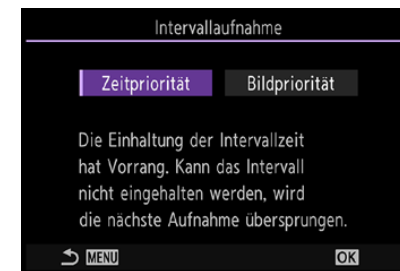 Intervallaufnahme
Zeitpriorität Bildpriorität
Die Einhaltung der Intervallzeit
hat Vorrang. Kann das Intervall
nicht eingehalten werden, wird
die nächste Aufnahme übersprungen.
MENU OK